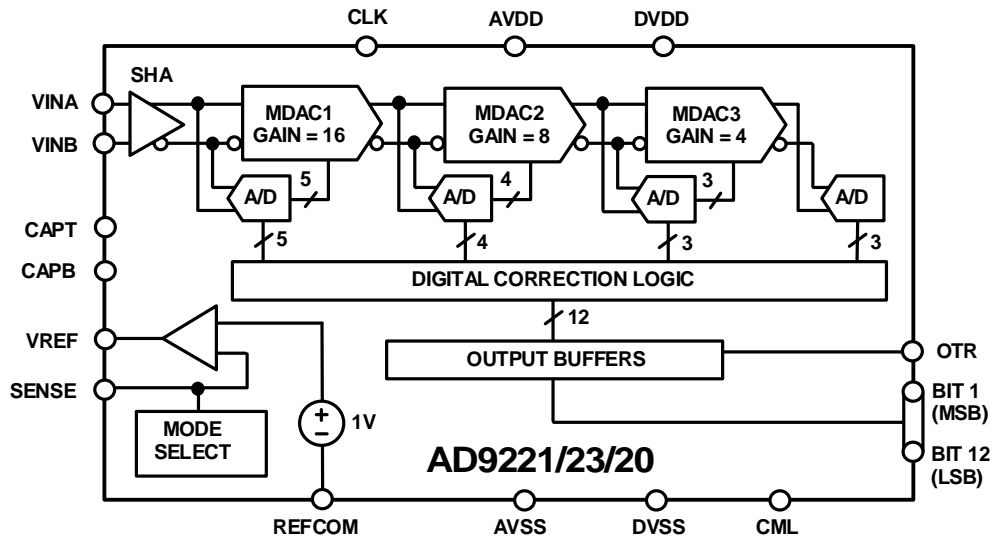 CLK AVDD DVDD
SHA
VINA
VINB
MDAC1
GAIN = 16
MDAC2
GAIN = 8
MDAC3
GAIN = 4
5 4 3
A/D A/D A/D A/D
5 4 3 3
CAPT
CAPB
DIGITAL CORRECTION LOGIC
12
VREF
OUTPUT BUFFERS
OTR
SENSE
BIT 1
(MSB)
MODE
SELECT
1V
AD9221/23/20
BIT 12
(LSB)
REFCOM AVSS DVSS CML